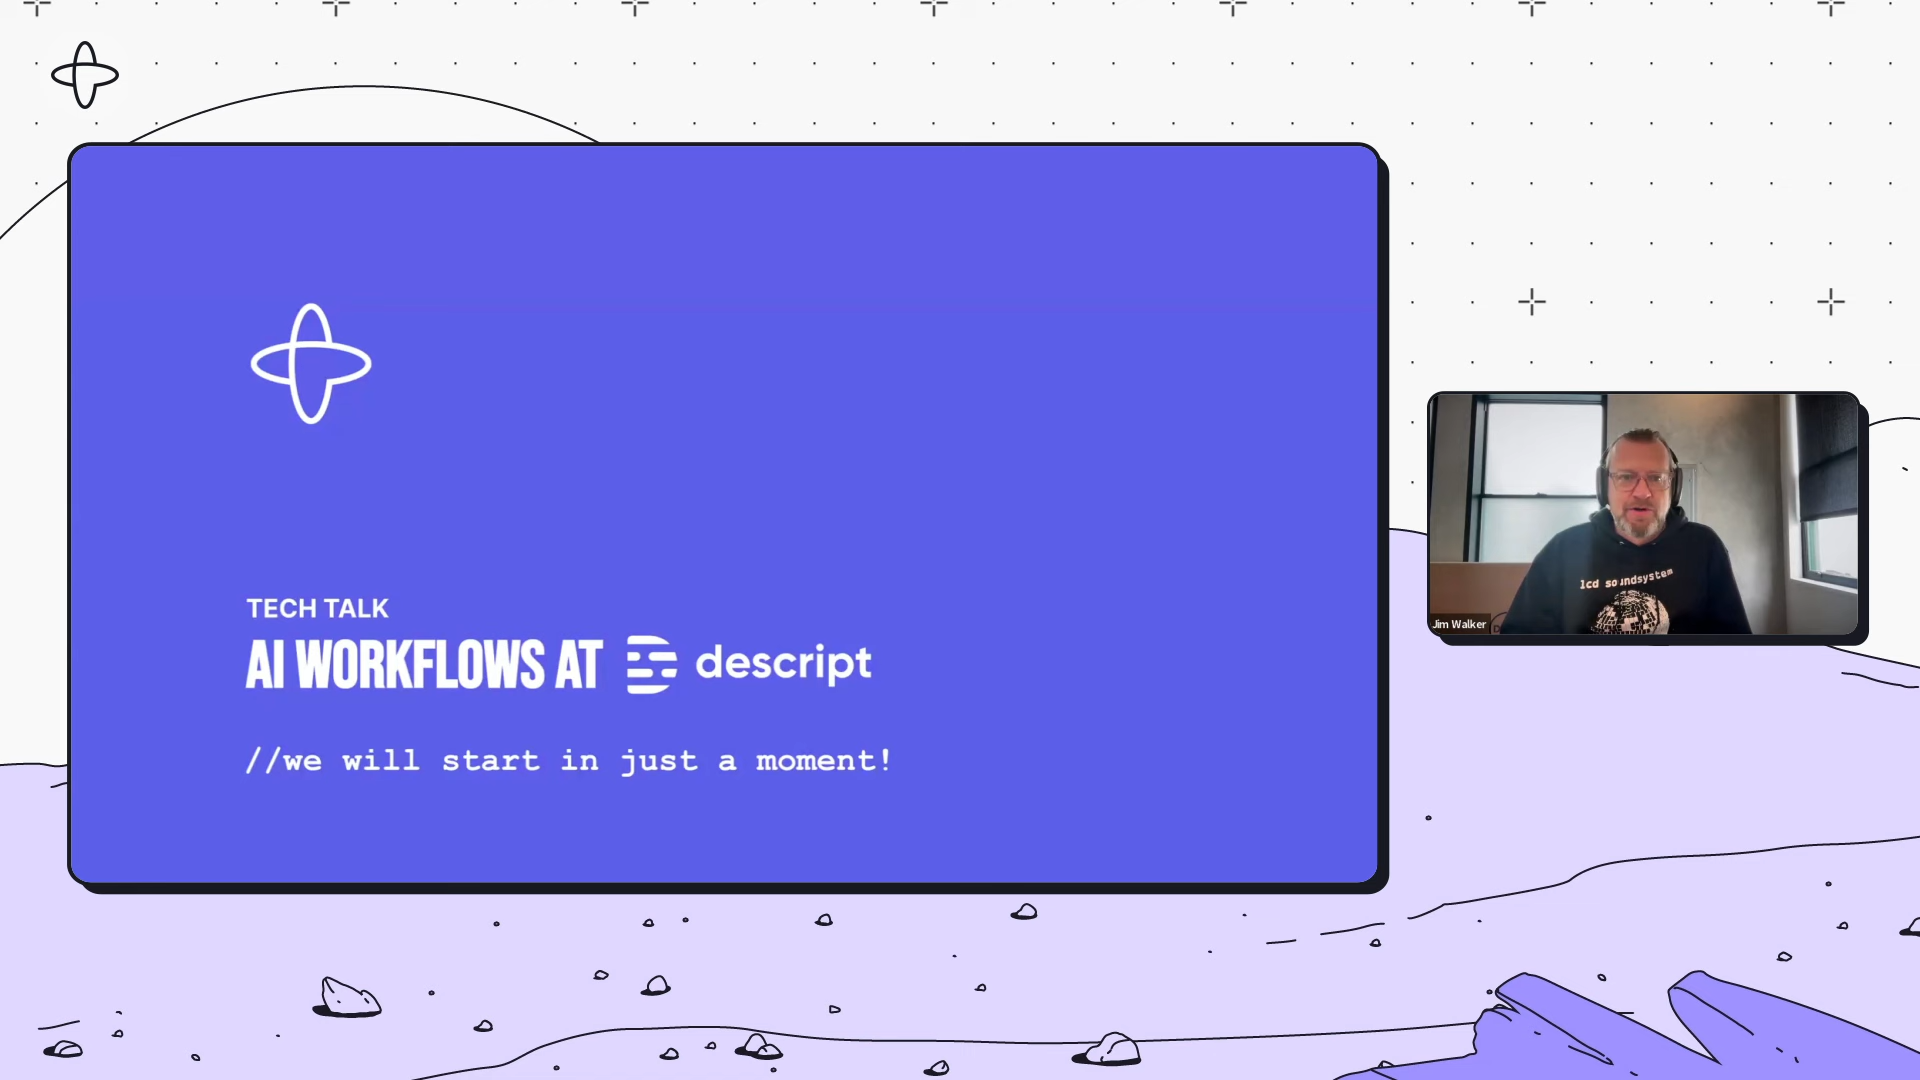 TECH TALK
AI WORKFLOWS AT descript
//we will start in just a moment!
lcd soundsystem
Jim Walker